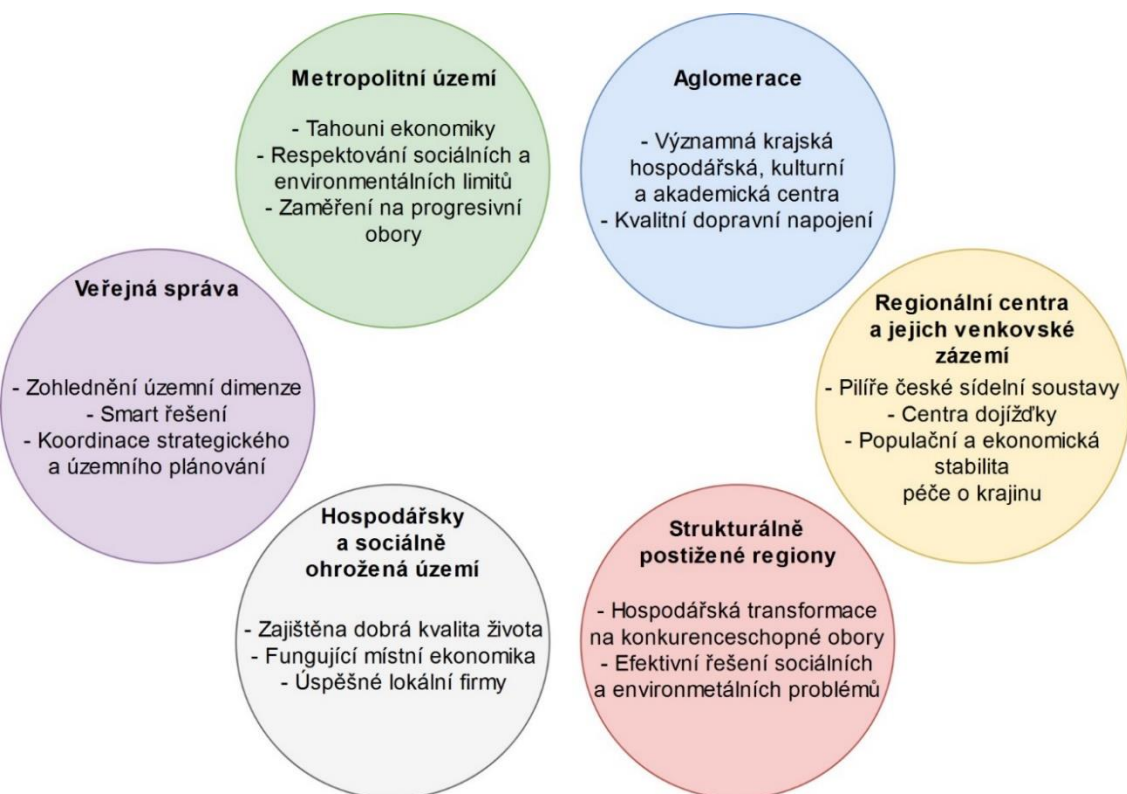 Metropolitní území
- Tahouni ekonomiky
- Respektování sociálních a
environmentálních limitů
- Zaměření na progresivní
obory
Aglomerace
- Významná krajská
hospodářská, kulturní
a akademická centra
- Kvalitní dopravní napojení
Veřejná správa
- Zohlednění územní dimenze
- Smart řešení
- Koordinace strategického
a územního plánování
Regionální centra
a jejich venkovské
zázemí
- Pilíře české sídelní soustavy
- Centra dojížďky
- Populační a ekonomická
stabilita
péče o krajinu
Hospodářsky
a sociálně
ohrožená území
- Zajištěna dobrá kvalita života
- Fungující místní ekonomika
- Úspěšné lokální firmy
Strukturálně
postižené regiony
- Hospodářská transformace
na konkurenceschopné obory
- Efektivní řešení sociálních
a environmetálních problémů